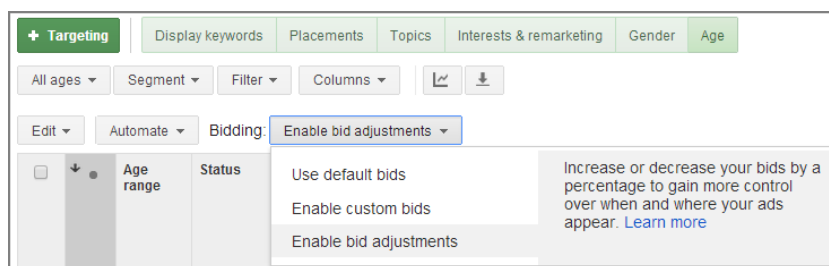 + Targeting Display keywords Placements Topics Interests & remarketing Gender Age
All ages Segment Filter Columns
Edit Automate Bidding: Enable bid adjustments
Age range Status
Use default bids
Enable custom bids
Enable bid adjustments
Increase or decrease your bids by a
percentage to gain more control
over when and where your ads
appear. Learn more